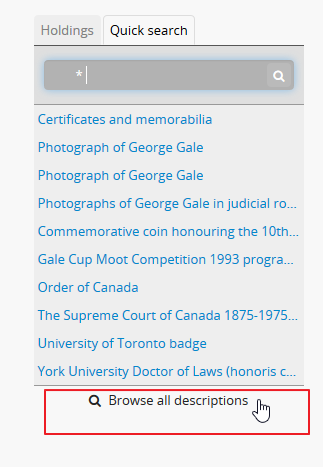 Holdings Quick search
*
Certificates and memorabilia
Photograph of George Gale
Photograph of George Gale
Photographs of George Gale in judicial ro...
Commemorative coin honouring the 10th...
Gale Cup Moot Competition 1993 progra...
Order of Canada
The Supreme Court of Canada 1875-1975...
University of Toronto badge
York University Doctor of Laws (honoris c...
Browse all descriptions